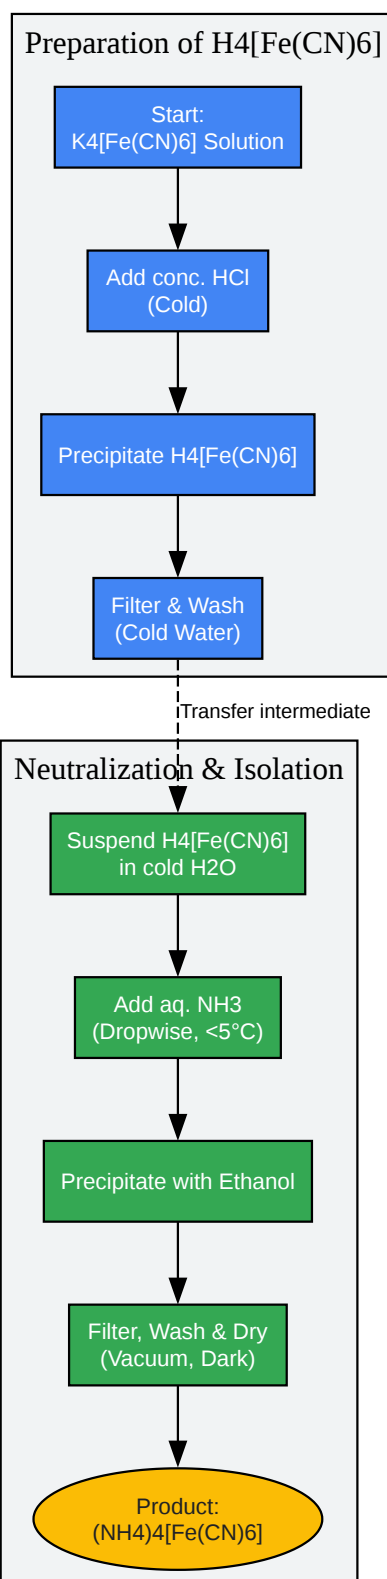 Preparation of H4[Fe(CN)6]
Start:
K4[Fe(CN)6] Solution
Add conc. HCl
(Cold)
Precipitate H4[Fe(CN)6]
Filter & Wash
(Cold Water)
Transfer intermediate
Neutralization & Isolation
Suspend H4[Fe(CN)6]
in cold H2O
Add aq. NH3
(Dropwise, <5°C)
Precipitate with Ethanol
Filter, Wash & Dry
(Vacuum, Dark)
Product:
(NH4)4[Fe(CN)6]